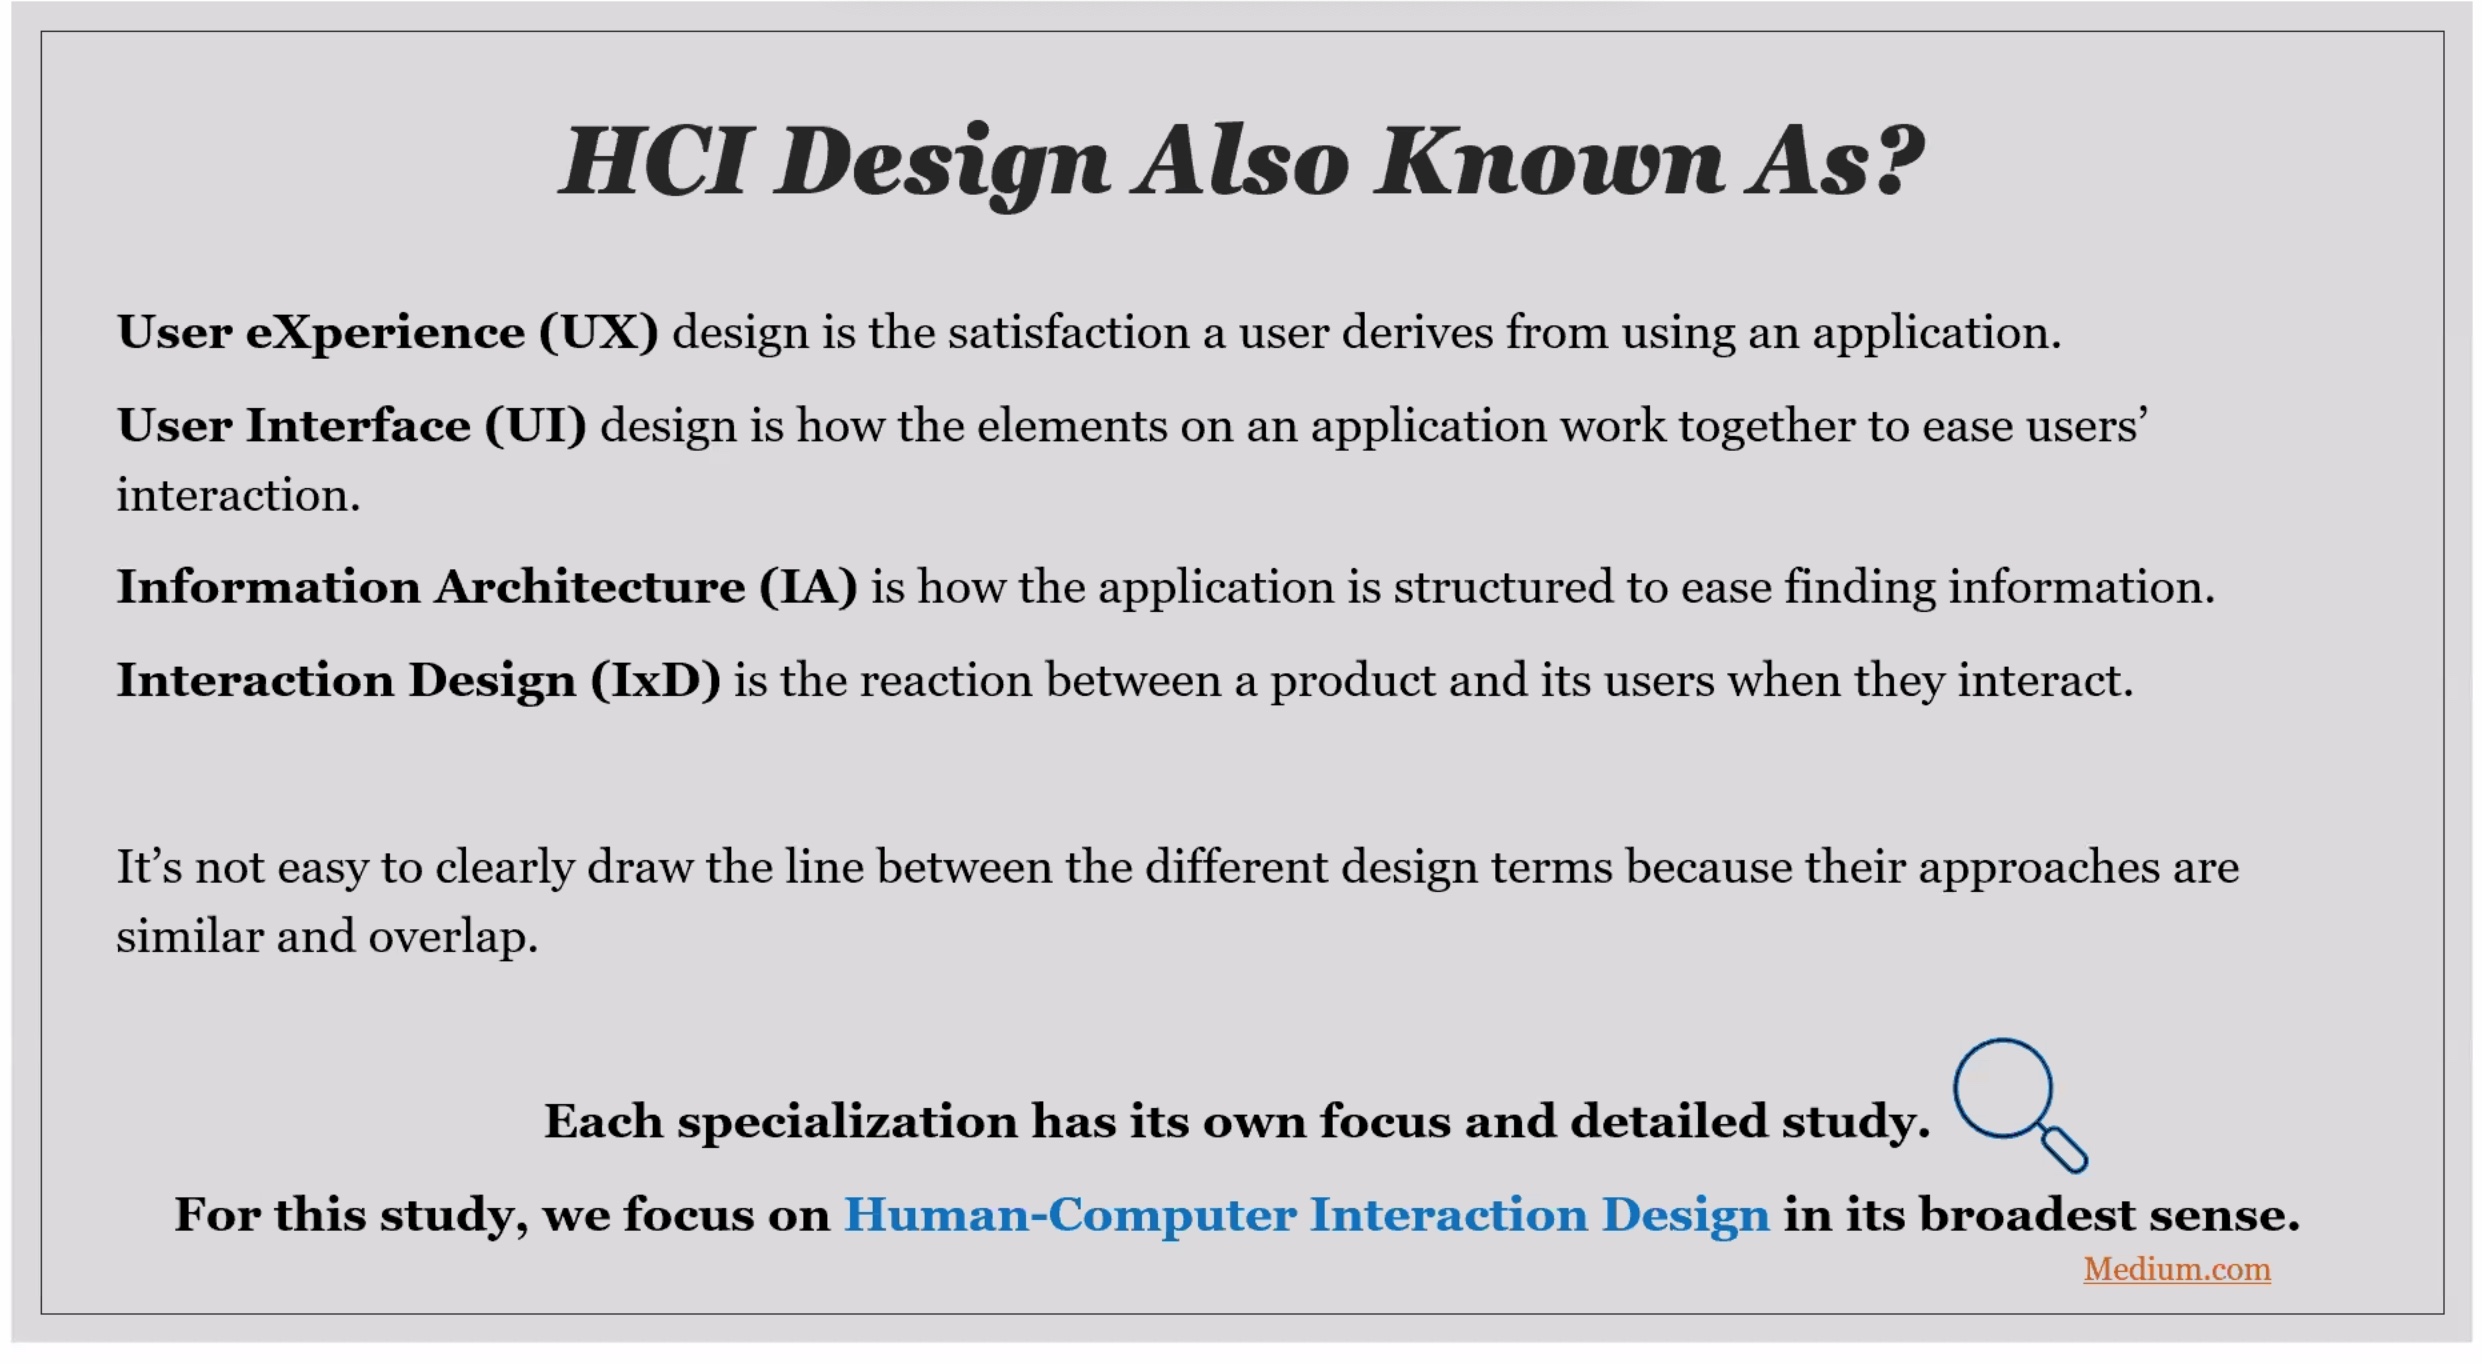 HCI Design Also Known As?
User eXperience (UX) design is the satisfaction a user derives from using an application.
User Interface (UI) design is how the elements on an application work together to ease users’
interaction.
Information Architecture (IA) is how the application is structured to ease finding information.
Interaction Design (IxD) is the reaction between a product and its users when they interact.
It’s not easy to clearly draw the line between the different design terms because their approaches are
similar and overlap.
Each specialization has its own focus and detailed study.
For this study, we focus on Human-Computer Interaction Design in its broadest sense.
Medium.com